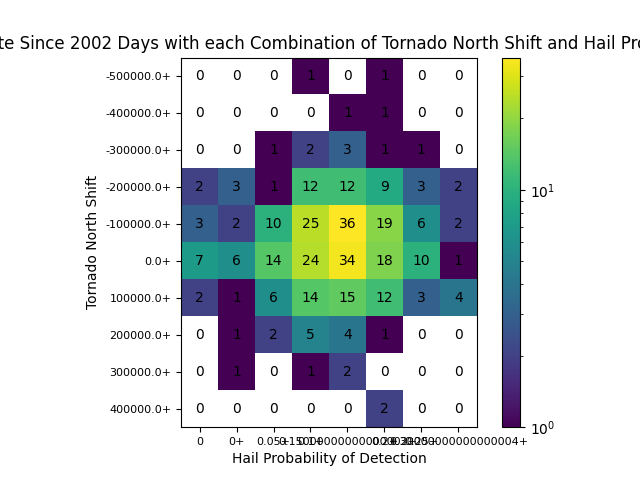 te Since 2002 Days with each Combination of Tornado North Shift and Hail Pro
-500000.0+ 0 0 0 1 0 1 0 0
-400000.0+ 0 0 0 0 1 1 0 0
-300000.0+ 0 0 1 2 3 1 1 0
-200000.0+ 2 3 1 12 12 9 3 2
-100000.0+ 3 2 10 25 36 19 6 2
0.0+ 7 6 14 24 34 18 10 1
100000.0+ 2 1 6 14 15 12 3 4
200000.0+ 0 1 2 5 4 1 0 0
300000.0+ 0 1 0 1 2 0 0 0
400000.0+ 0 0 0 0 0 2 0 0
0 0+
Hail Probability of Detection
Tornado North Shift
10¹
10⁰